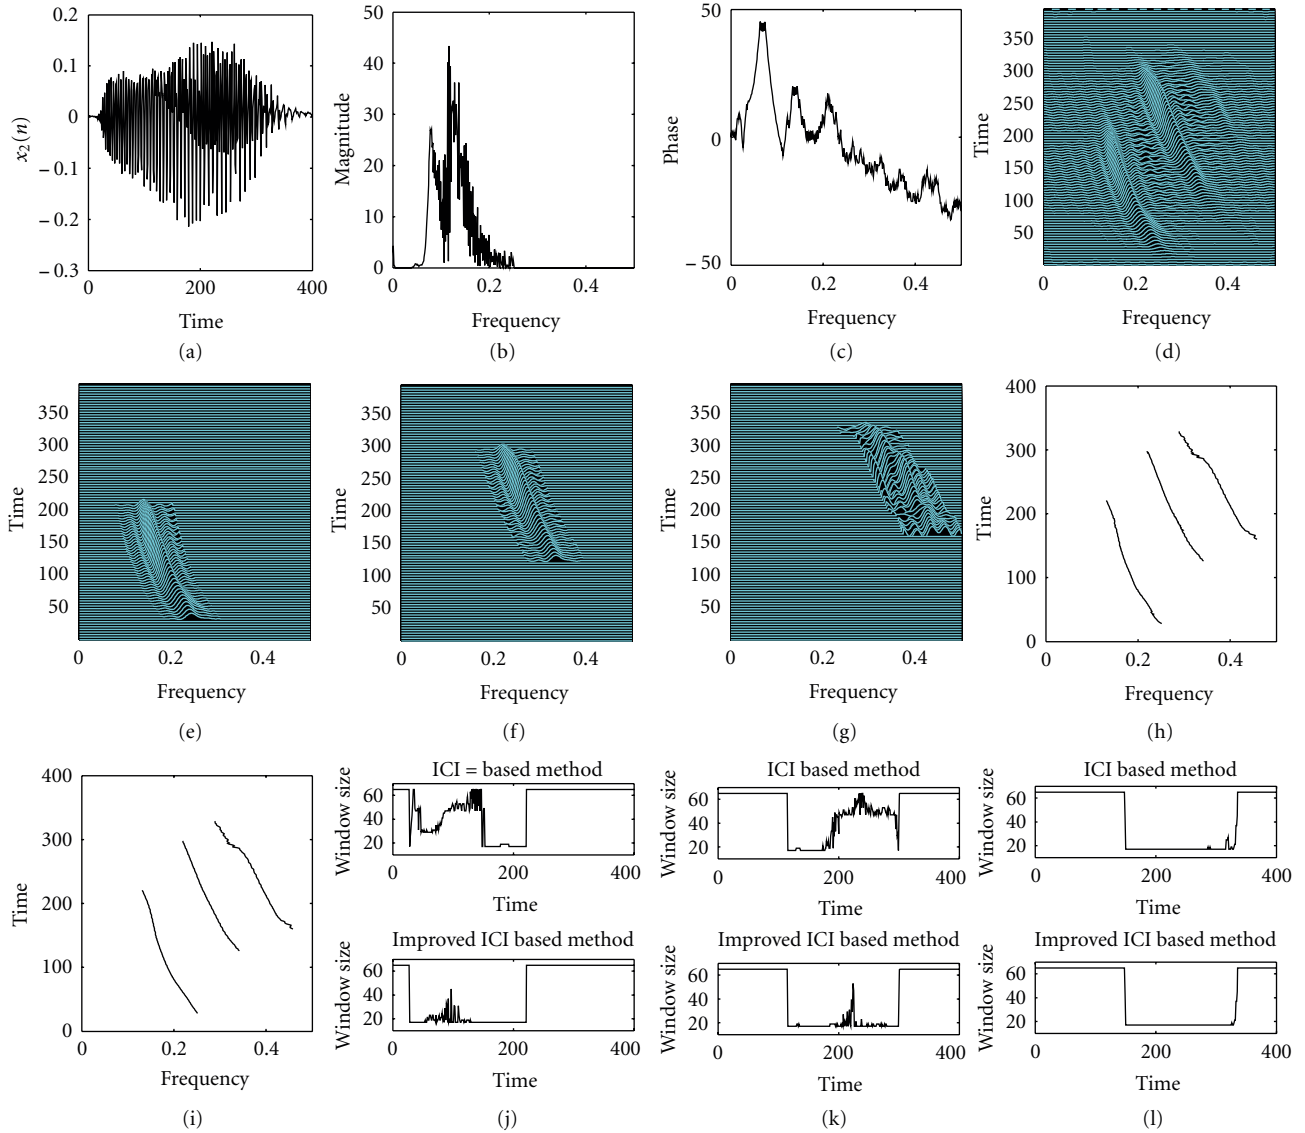 0.2
0.1
0
−0.1
−0.2
−0.3
x2(n)
0
200
400
Time
(a)
50
40
30
20
10
0
Magnitude
0
0.2
0.4
Frequency
(b)
50
0
−50
Phase
0
0.2
0.4
Frequency
(c)
350
300
250
200
150
100
50
Time
0
0.2
0.4
Frequency
(d)
350
300
250
200
150
100
50
Time
0
0.2
0.4
Frequency
(e)
350
300
250
200
150
100
50
Time
0
0.2
0.4
Frequency
(f)
350
300
250
200
150
100
50
Time
0
0.2
0.4
Frequency
(g)
400
300
200
100
0
Time
0
0.2
0.4
Frequency
(h)
400
300
200
100
0
Time
0
0.2
0.4
Frequency
(i)
ICI = based method
Window size
60
40
20
0
200
400
Time
Improved ICI based method
Window size
60
40
20
0
200
400
Time
(j)
ICI based method
Window size
60
40
20
0
200
400
Time
Improved ICI based method
Window size
60
40
20
0
200
400
Time
(k)
ICI based method
Window size
60
40
20
0
200
400
Time
Improved ICI based method
Window size
60
40
20
0
200
400
Time
(l)